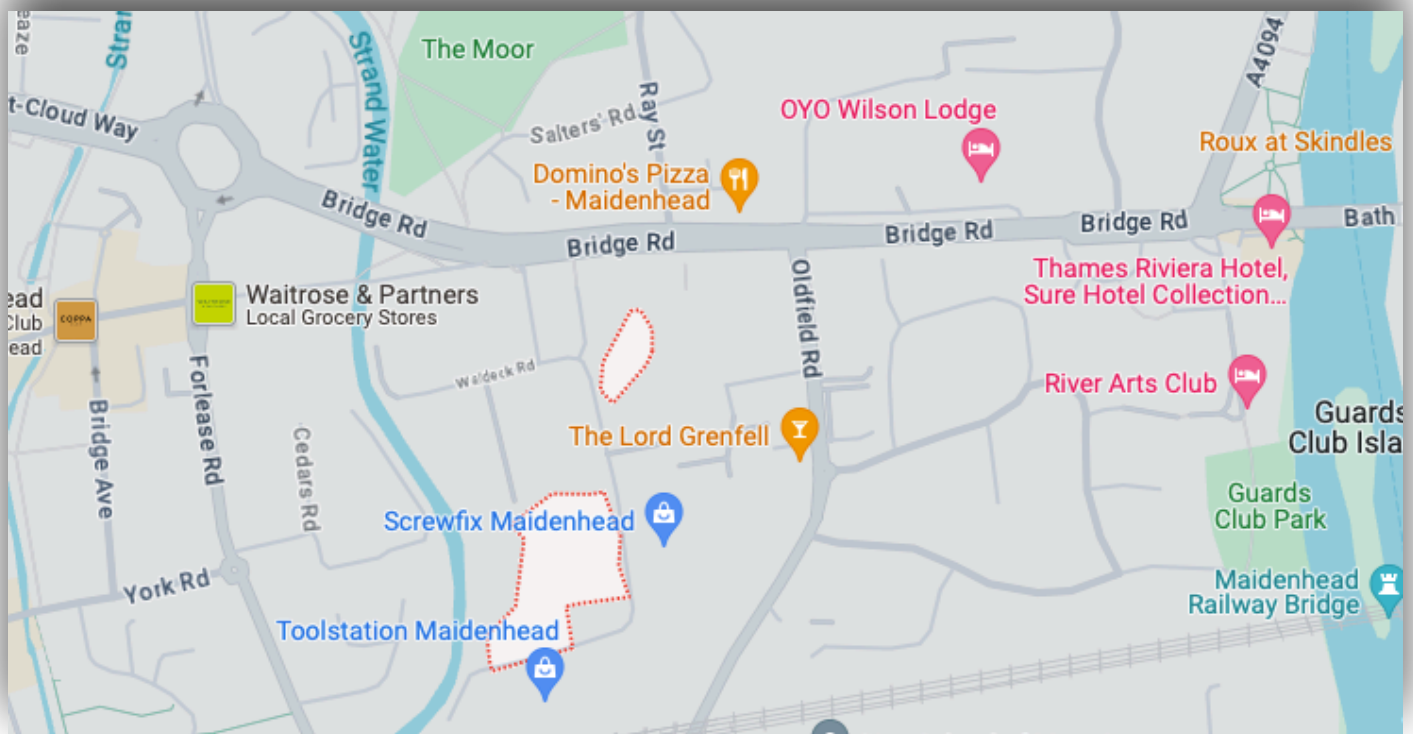 eaze
Stran
Strand Water
The Moor
Ray St
Salters' Rd
A4094
t-Cloud Way
OYO Wilson Lodge
Roux at Skindles
Domino's Pizza
- Maidenhead
Bridge Rd
Bridge Rd
Bridge Rd
Bridge Rd
Bath
Thames Riviera Hotel,
Sure Hotel Collection...
Oldfield Rd
ead
Club
ead
COPPA
Waitrose & Partners
Local Grocery Stores
Forlease Rd
Waldeck Rd
River Arts Club
Bridge Ave
Cedars Rd
The Lord Grenfell
Guards
Club Isla
Guards
Club Park
Screwfix Maidenhead
York Rd
Maidenhead
Railway Bridge
Toolstation Maidenhead